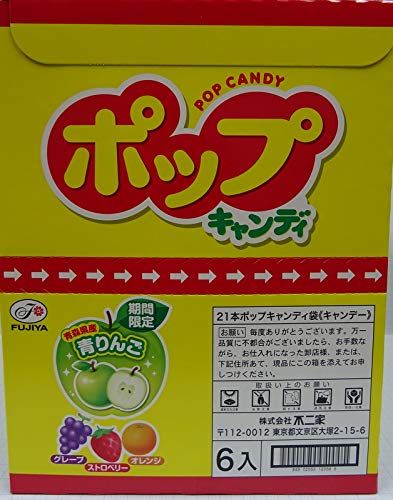 POP CANDY
ポップ
キャンディ
FUJIYA
期間
限定
青森県産
青りんご
グレープ
ストロベリー
オレンジ
21本ポップキャンディ袋《キャンデー》
お願い 毎度ありがとうございます。万一
品質に不都合がございましたら、お手数な
がら、お仕入れになった卸店様、または、
下記住所あて、現品にこの箱を添えてお申
しつけください。
取扱い上のお願い
株式会社 不二家
〒112-0012 東京都文京区大塚2-15-6
6入